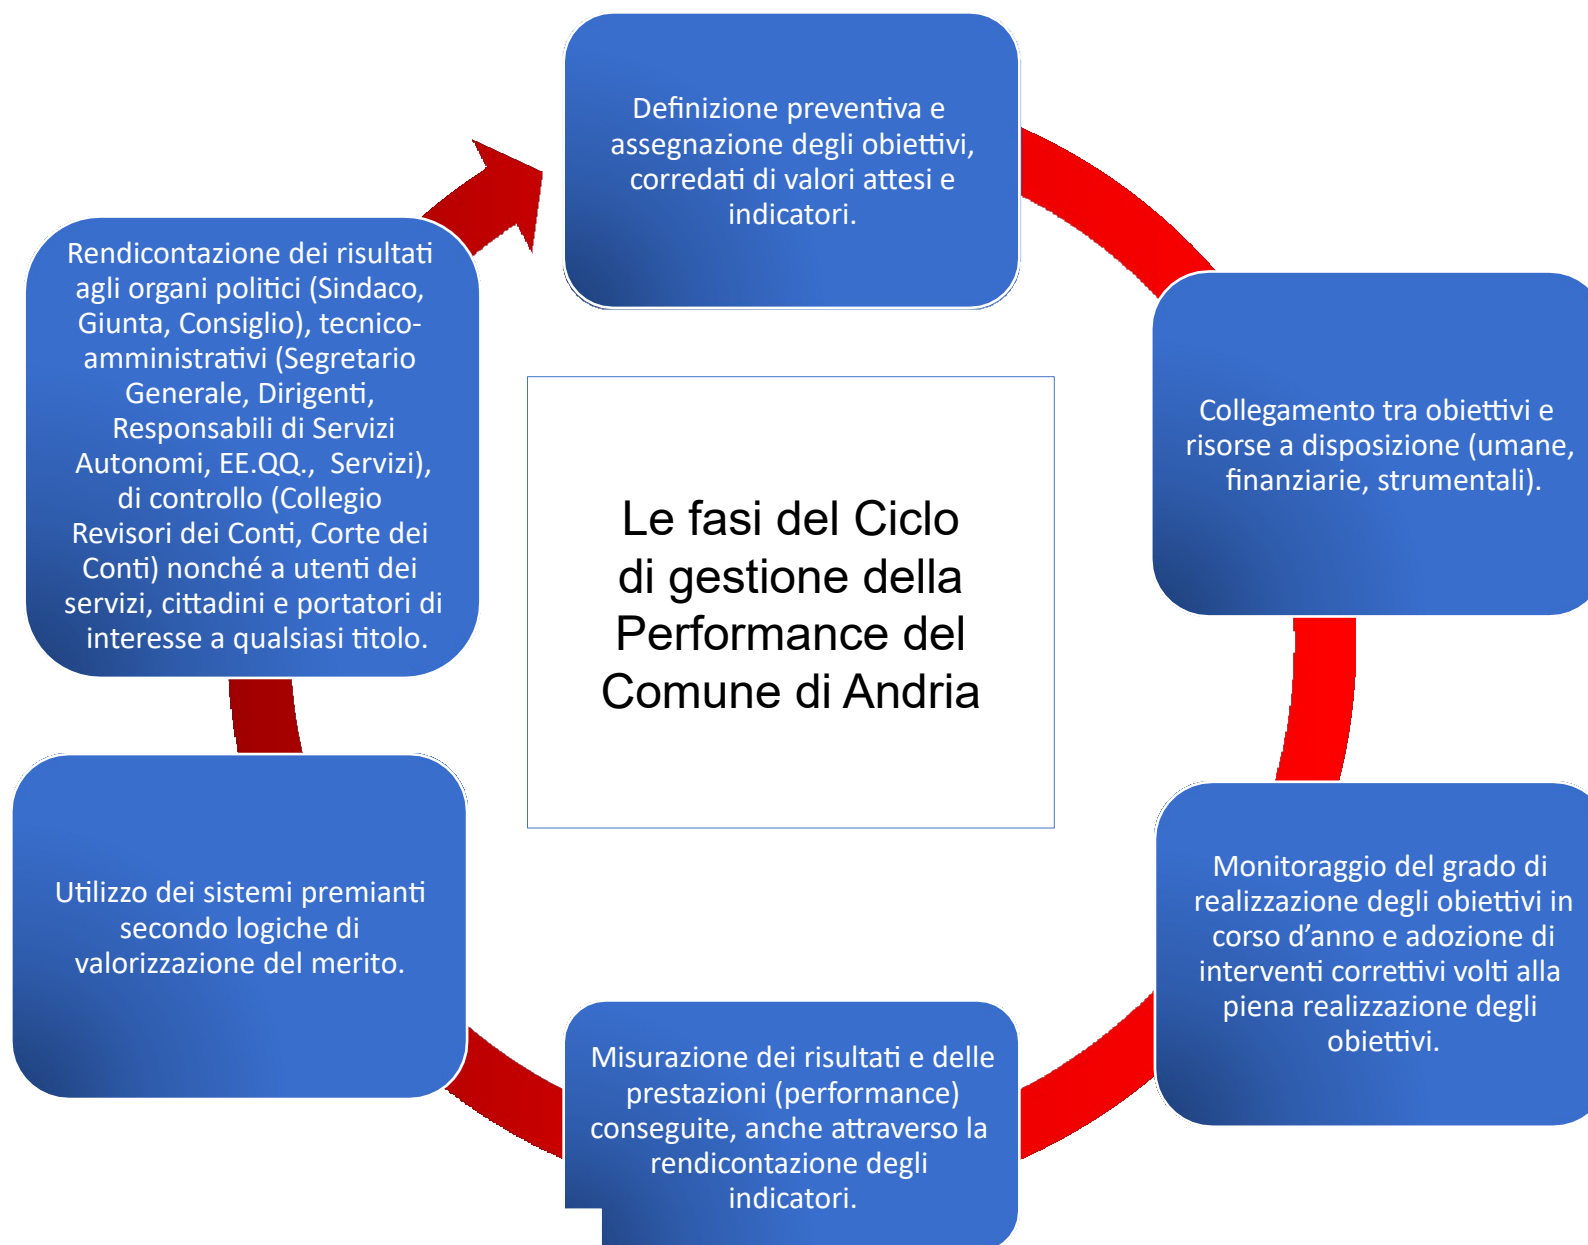 Definizione preventiva e
assegnazione degli obiettivi,
corredati di valori attesi e
indicatori.
Collegamento tra obiettivi e
risorse a disposizione (umane,
finanziarie, strumentali).
Monitoraggio del grado di
realizzazione degli obiettivi in
corso d’anno e adozione di
interventi correttivi volti alla
piena realizzazione degli
obiettivi.
Misurazione dei risultati e delle
prestazioni (performance)
conseguite, anche attraverso la
rendicontazione degli
indicatori.
Utilizzo dei sistemi premianti
secondo logiche di
valorizzazione del merito.
Rendicontazione dei risultati
agli organi politici (Sindaco,
Giunta, Consiglio), tecnico-
amministrativi (Segretario
Generale, Dirigenti,
Responsabili di Servizi
Autonomi, EE.QQ., Servizi),
di controllo (Collegio
Revisori dei Conti, Corte dei
Conti) nonché a utenti dei
servizi, cittadini e portatori di
interesse a qualsiasi titolo.
Le fasi del Ciclo
di gestione della
Performance del
Comune di Andria